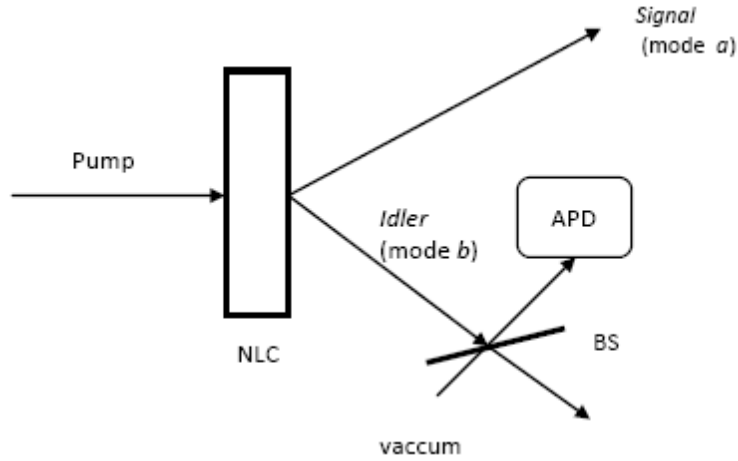 Signal
(mode a)
Pump
Idler
(mode b)
APD
NLC
BS
vaccum